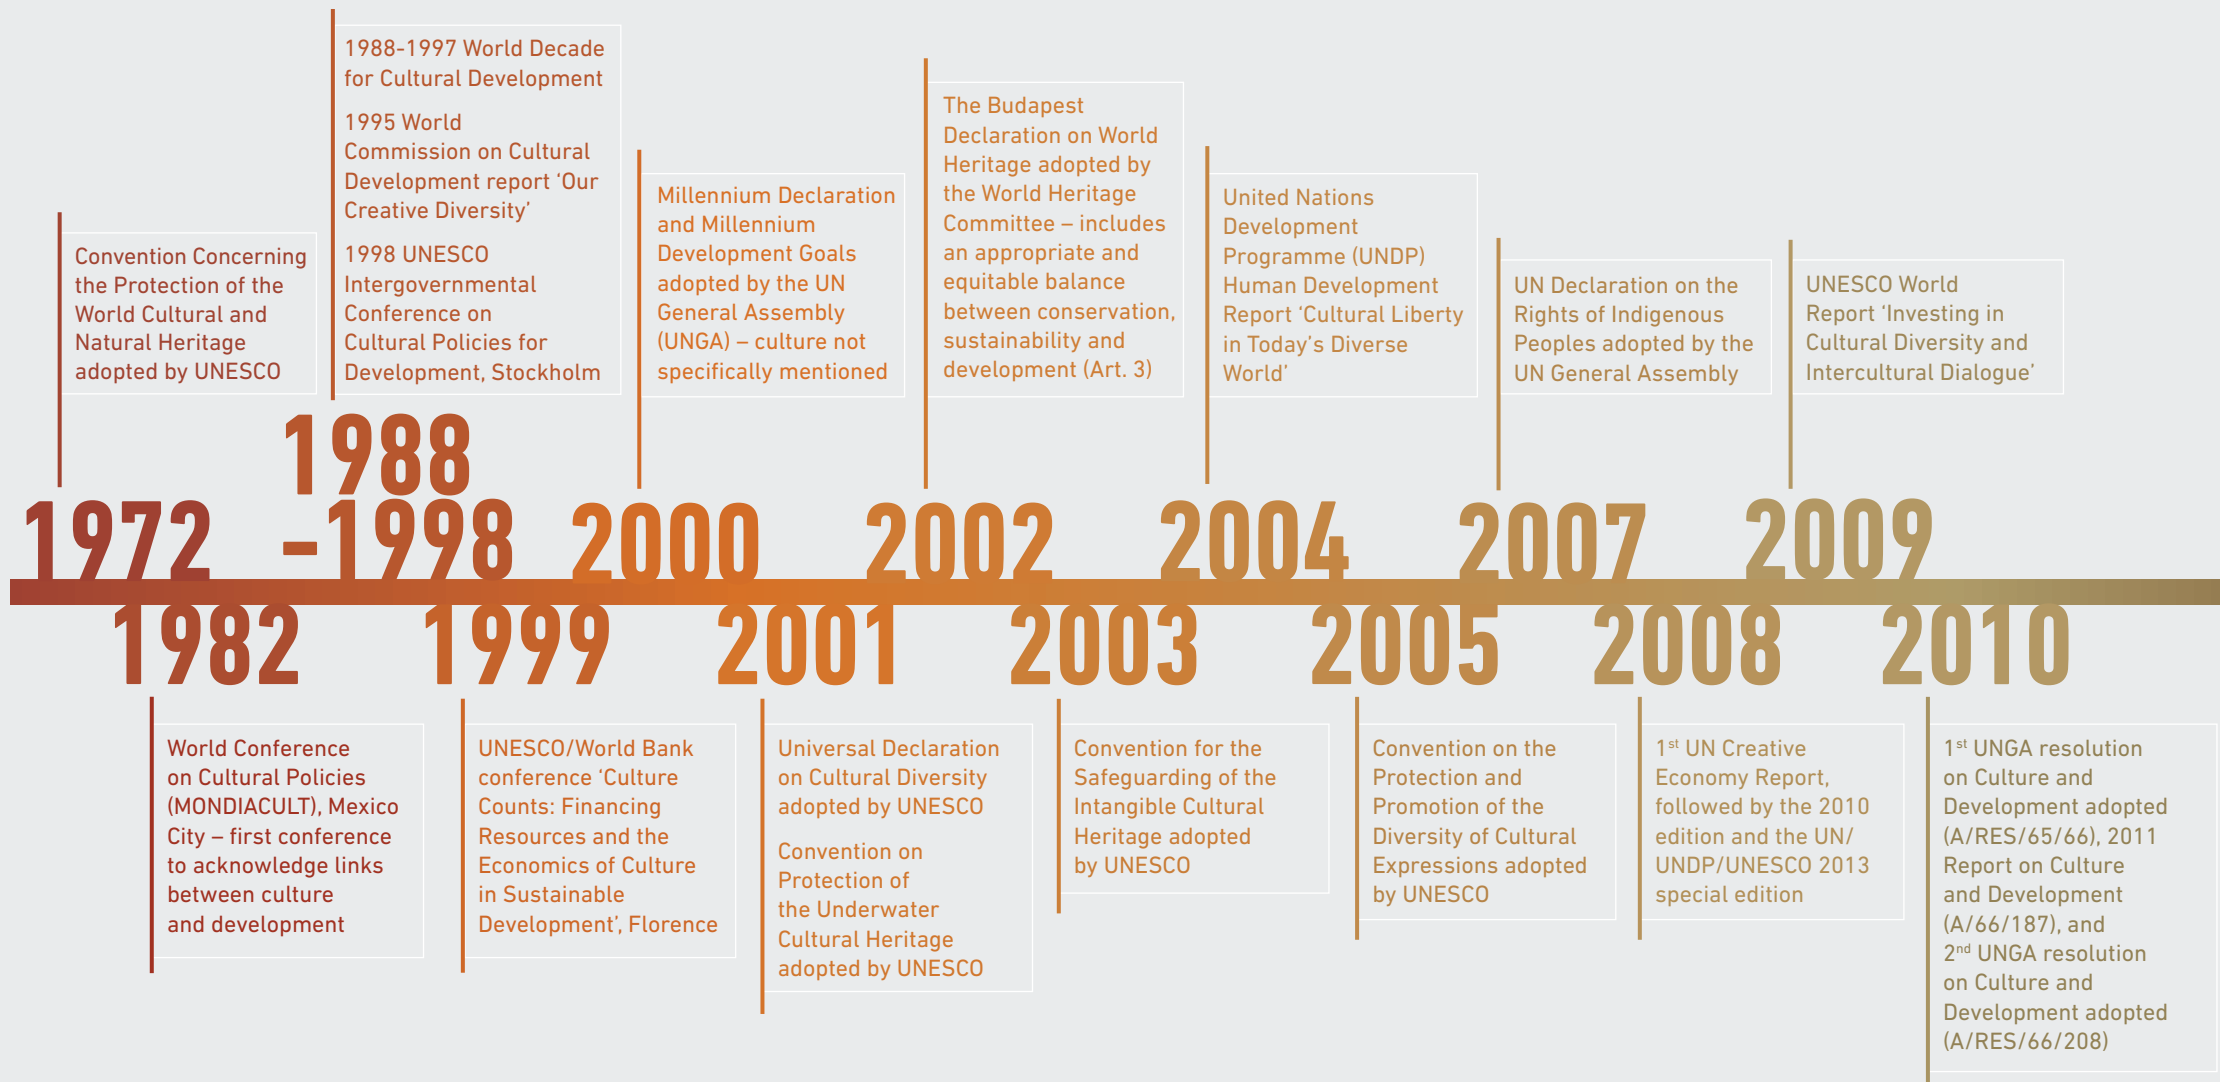 1972
Convention Concerning
the Protection of the
World Cultural and
Natural Heritage
adopted by UNESCO
1982
World Conference
on Cultural Policies
(MONDIACULT), Mexico
City – first conference
to acknowledge links
between culture
and development
1988
-1998
1988-1997 World Decade
for Cultural Development
1995 World
Commission on Cultural
Development report ‘Our
Creative Diversity’
1998 UNESCO
Intergovernmental
Conference on
Cultural Policies for
Development, Stockholm
1999
UNESCO/World Bank
conference ‘Culture
Counts: Financing
Resources and the
Economics of Culture
in Sustainable
Development’, Florence
2000
Millennium Declaration
and Millennium
Development Goals
adopted by the UN
General Assembly
(UNGA) – culture not
specifically mentioned
2001
Universal Declaration
on Cultural Diversity
adopted by UNESCO
Convention on
Protection of
the Underwater
Cultural Heritage
adopted by UNESCO
2002
The Budapest
Declaration on World
Heritage adopted by
the World Heritage
Committee – includes
an appropriate and
equitable balance
between conservation,
sustainability and
development (Art. 3)
2003
Convention for the
Safeguarding of the
Intangible Cultural
Heritage adopted
by UNESCO
2004
United Nations
Development
Programme (UNDP)
Human Development
Report ‘Cultural Liberty
in Today’s Diverse
World’
2005
Convention on the
Protection and
Promotion of the
Diversity of Cultural
Expressions adopted
by UNESCO
2007
UN Declaration on the
Rights of Indigenous
Peoples adopted by the
UN General Assembly
2008
1st UN Creative
Economy Report,
followed by the 2010
edition and the UN/
UNDP/UNESCO 2013
special edition
2009
UNESCO World
Report ‘Investing in
Cultural Diversity and
Intercultural Dialogue’
2010
1st UNGA resolution
on Culture and
Development adopted
(A/RES/65/66), 2011
Report on Culture
and Development
(A/66/187), and
2nd UNGA resolution
on Culture and
Development adopted
(A/RES/66/208)